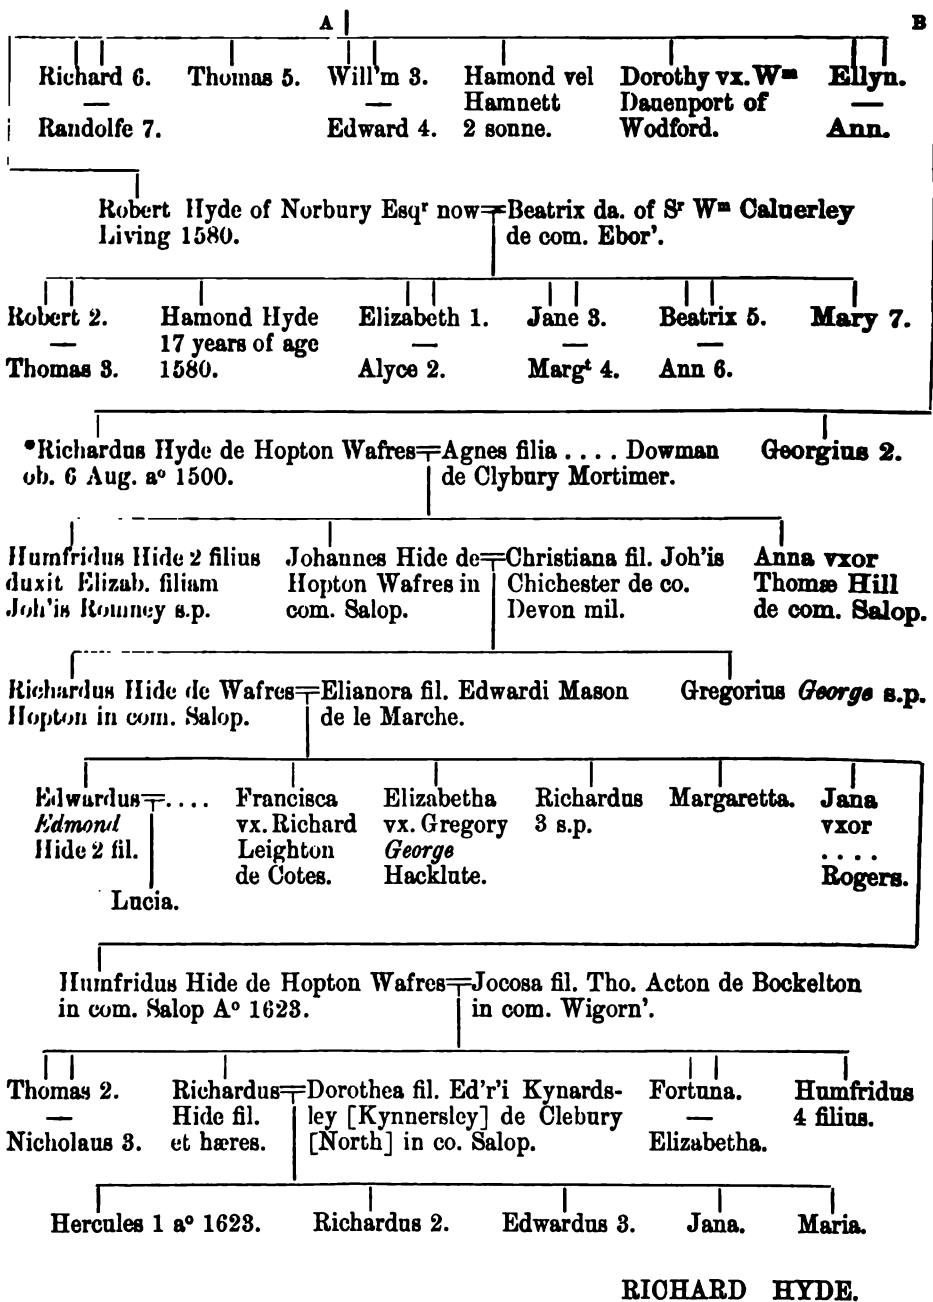 A B
Richard 6. Thomas 5. Will'm 3. Hamond vel Dorothy vx. Wᵐ Ellyn.
— — Hamnett Dauenport of —
Randolfe 7. Edward 4. 2 sonne. Wodford. Ann.
Robert Hyde of Norbury Esqʳ now Beatrix da. of Sʳ Wᵐ Caluerley
Living 1580. de com. Ebor'.
Robert 2. Hamond Hyde Elizabeth 1. Jane 3. Beatrix 5. Mary 7.
— 17 years of age — — —
Thomas 3. 1580. Alyce 2. Margᵗ 4. Ann 6.
*Richardus Hyde de Hopton Wafres Agnes filia .... Dowman Georgius 2.
ob. 6 Aug. aᵒ 1500. de Clybury Mortimer.
Humfridus Hide 2 filius Johannes Hide de Christiana fil. Joh'is Anna vxor
duxit Elizab. filiam Hopton Wafres in Chichester de co. Thomæ Hill
Joh'is Romney s.p. com. Salop. Devon mil. de com. Salop.
Richardus Hide de Wafres Elianora fil. Edwardi Mason Gregorius George s.p.
Hopton in com. Salop. de le Marche.
Edwardus .... Francisca Elizabetha Richardus Margaretta. Jana
Edmond vx. Richard vx. Gregory 3 s.p. vxor
Hide 2 fil. Leighton George ....
de Cotes. Hacklute. Rogers.
Lucia.
Humfridus Hide de Hopton Wafres Jocosa fil. Tho. Acton de Bockelton
in com. Salop Aᵒ 1623. in com. Wigorn'.
Thomas 2. Richardus Dorothea fil. Ed'r'i Kynards- Fortuna. Humfridus
— Hide fil. ley [Kynnersley] de Clebury — 4 filius.
Nicholaus 3. et hæres. [North] in co. Salop. Elizabetha.
Hercules 1 aᵒ 1623. Richardus 2. Edwardus 3. Jana. Maria.
RICHARD HYDE.